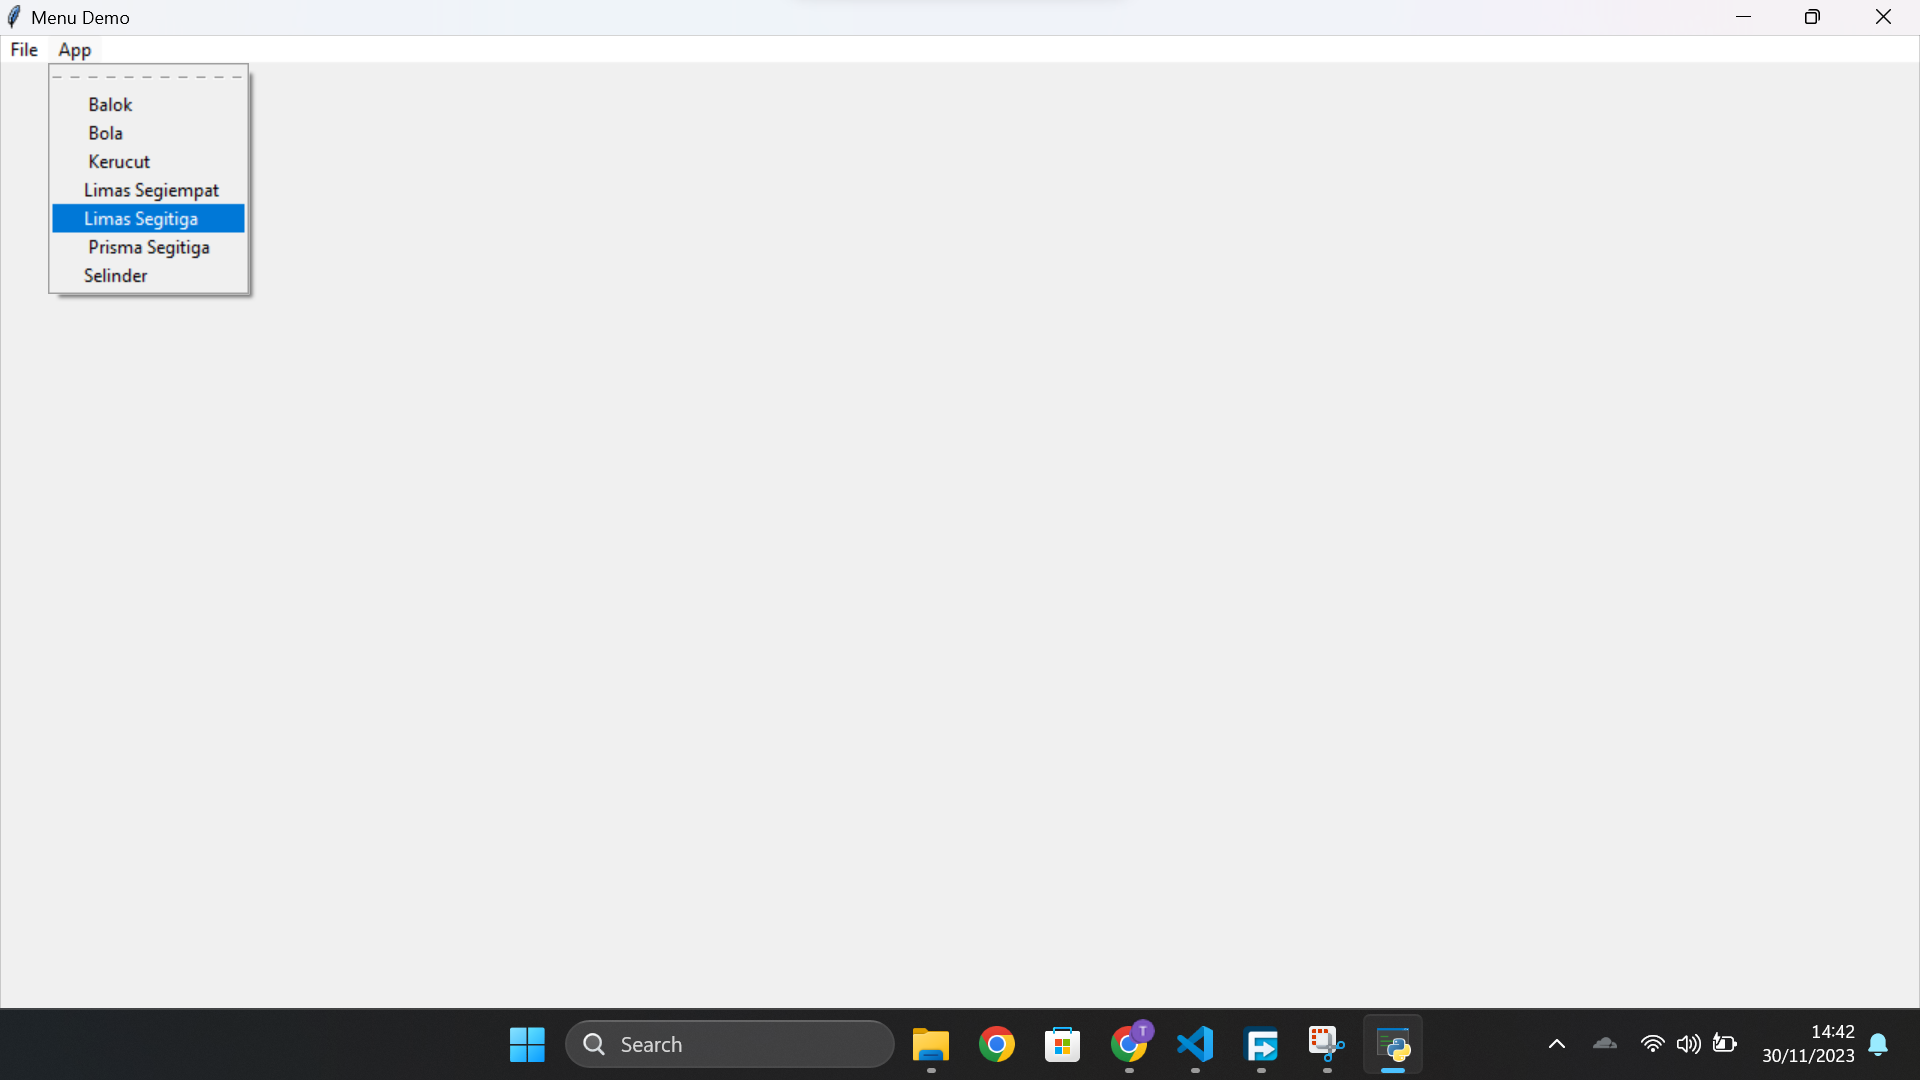 Menu Demo
File App
Balok
Bola
Kerucut
Limas Segiempat
Limas Segitiga
Prisma Segitiga
Selinder
Search
T
14:42
30/11/2023